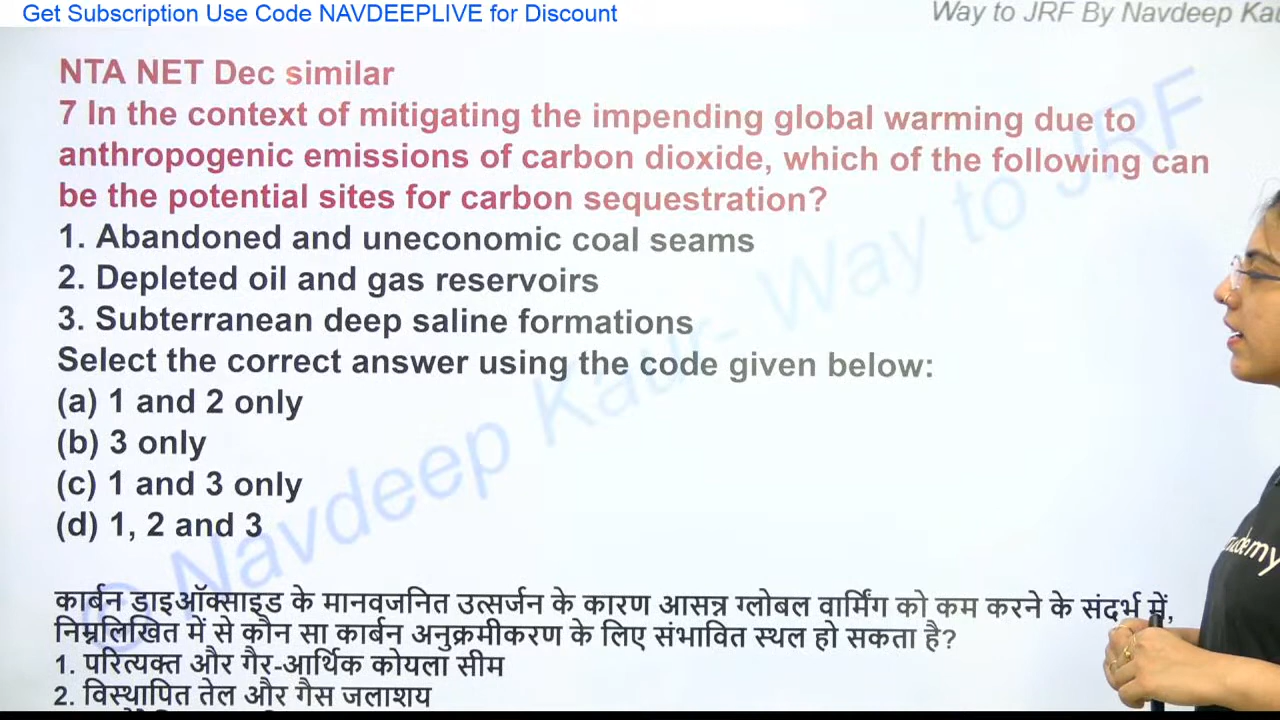 Get Subscription Use Code NAVDEEPLIVE for Discount
Way to JRF By Navdeep
NTA NET Dec similar
7 In the context of mitigating the impending global warming due to
anthropogenic emissions of carbon dioxide, which of the following can
be the potential sites for carbon sequestration?
1. Abandoned and uneconomic coal seams
2. Depleted oil and gas reservoirs
3. Subterranean deep saline formations
Select the correct answer using the code given below:
(a) 1 and 2 only
(b) 3 only
(c) 1 and 3 only
(d) 1, 2 and 3
© Navdeep Kaur- Way to JRF
कार्बन डाइऑक्साइड के मानवजनित उत्सर्जन के कारण आसन्न ग्लोबल वार्मिंग को कम करने के संदर्भ में,
निम्नलिखित में से कौन सा कार्बन अनुक्रमीकरण के लिए संभावित स्थल हो सकता है?
1. परित्यक्त और गैर-आर्थिक कोयला सीम
2. विस्थापित तेल और गैस जलाशय